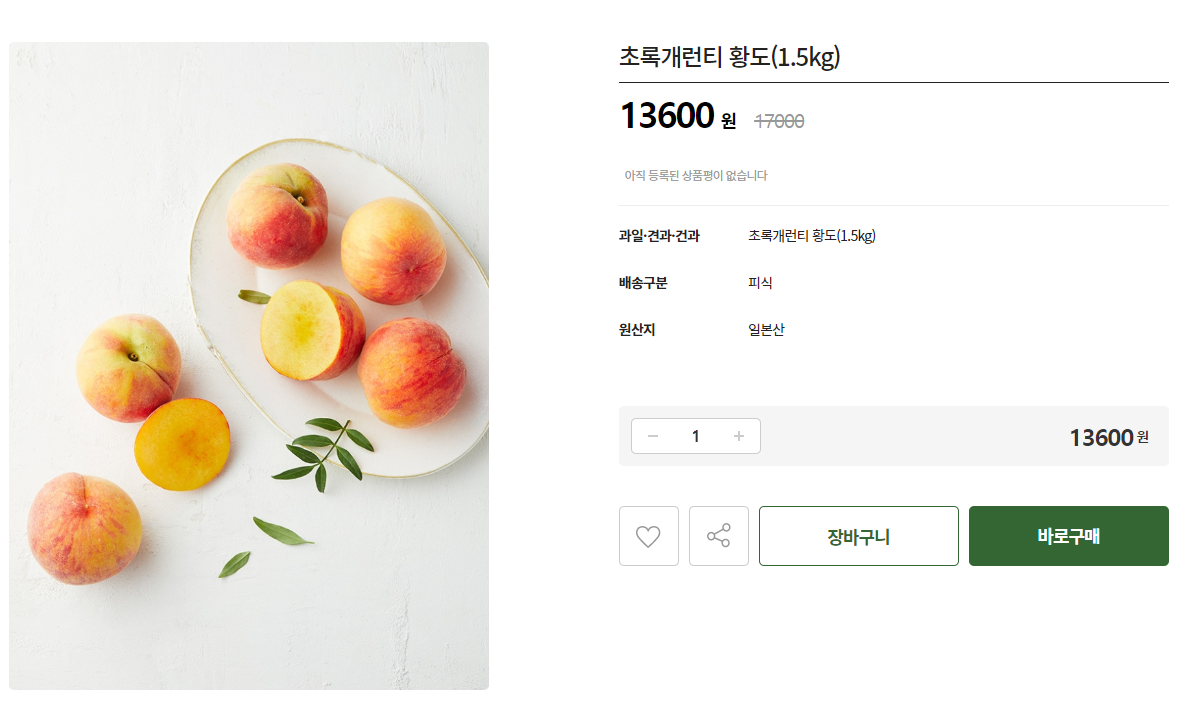 초록개런티 황도(1.5kg)
13600 원 17000
아직 등록된 상품평이 없습니다
과일·견과·건과 초록개런티 황도(1.5kg)
배송구분 피식
원산지 일본산
− 1 + 13600 원
장바구니 바로구매